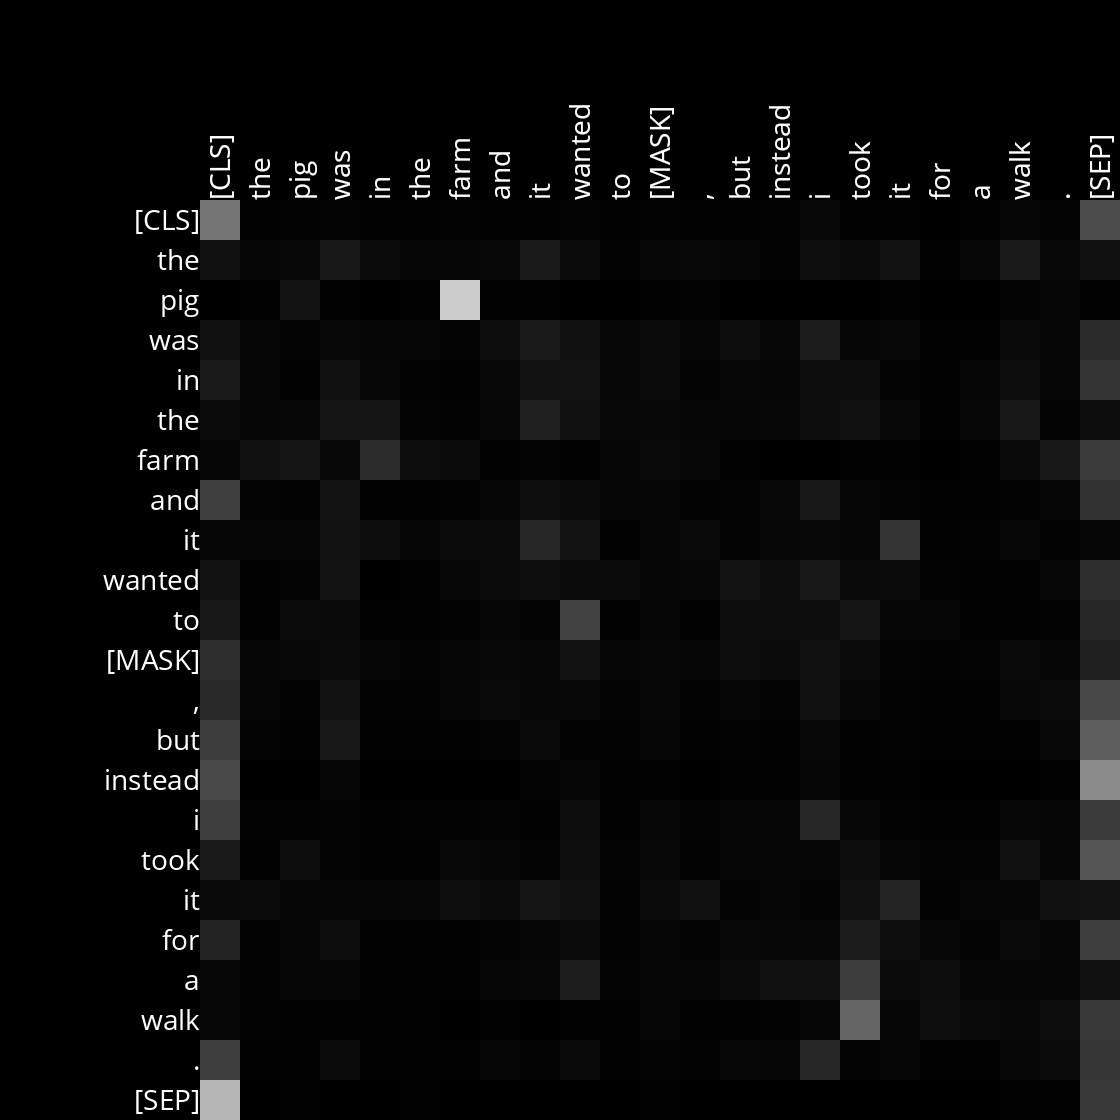 [CLS] the pig was in the farm and it wanted to [MASK] , but instead i took it for a walk . [SEP]
[CLS]
the
pig
was
in
the
farm
and
it
wanted
to
[MASK]
,
but
instead
i
took
it
for
a
walk
.
[SEP]